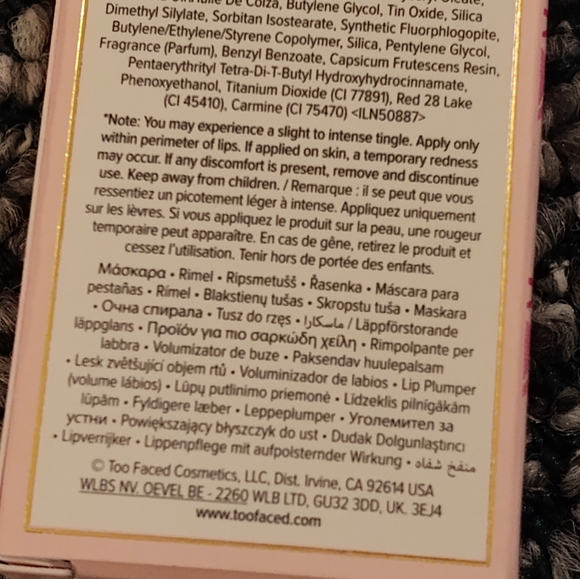 De Colza, Butylene Glycol, Tin Oxide, Silica
Dimethyl Silylate, Sorbitan Isostearate, Synthetic Fluorphlogopite,
Butylene/Ethylene/Styrene Copolymer, Silica, Pentylene Glycol,
Fragrance (Parfum), Benzyl Benzoate, Capsicum Frutescens Resin,
Pentaerythrityl Tetra-Di-T-Butyl Hydroxyhydrocinnamate,
Phenoxyethanol, Titanium Dioxide (CI 77891), Red 28 Lake
(CI 45410), Carmine (CI 75470) <ILN50887>
*Note: You may experience a slight to intense tingle. Apply only
within perimeter of lips. If applied on skin, a temporary redness
may occur. If any discomfort is present, remove and discontinue
use. Keep away from children. / Remarque : il se peut que vous
ressentiez un picotement léger à intense. Appliquez uniquement
sur les lèvres. Si vous appliquez le produit sur la peau, une rougeur
temporaire peut apparaître. En cas de gêne, retirez le produit et
cessez l'utilisation. Tenir hors de portée des enfants.
Μάσκαρα • Rimel • Ripsmetušš • Řasenka • Máscara para
pestañas • Rímel • Blakstienų tušas • Skropstu tuša • Maskara
• Очна спирала • Tusz do rzęs • ماسكارا / Läppförstorande
läppglans • Προϊόν για πιο σαρκώδη χείλη • Rimpolpante per
labbra • Volumizator de buze • Paksendav huulepalsam
• Lesk zvětšující objem rtů • Voluminizador de labios • Lip Plumper
(volume lábios) • Lūpų putlinimo priemonė • Līdzeklis pilnīgākām
lūpām • Fyldigere læber • Leppeplumper • Уголемител за
устни • Powiększający błyszczyk do ust • Dudak Dolgunlaştırıcı
• Lipverrijker • Lippenpflege mit aufpolsternder Wirkung • منفخ شفاه
© Too Faced Cosmetics, LLC, Dist. Irvine, CA 92614 USA
WLBS NV. OEVEL BE - 2260 WLB LTD, GU32 3DD, UK. 3EJ4
www.toofaced.com